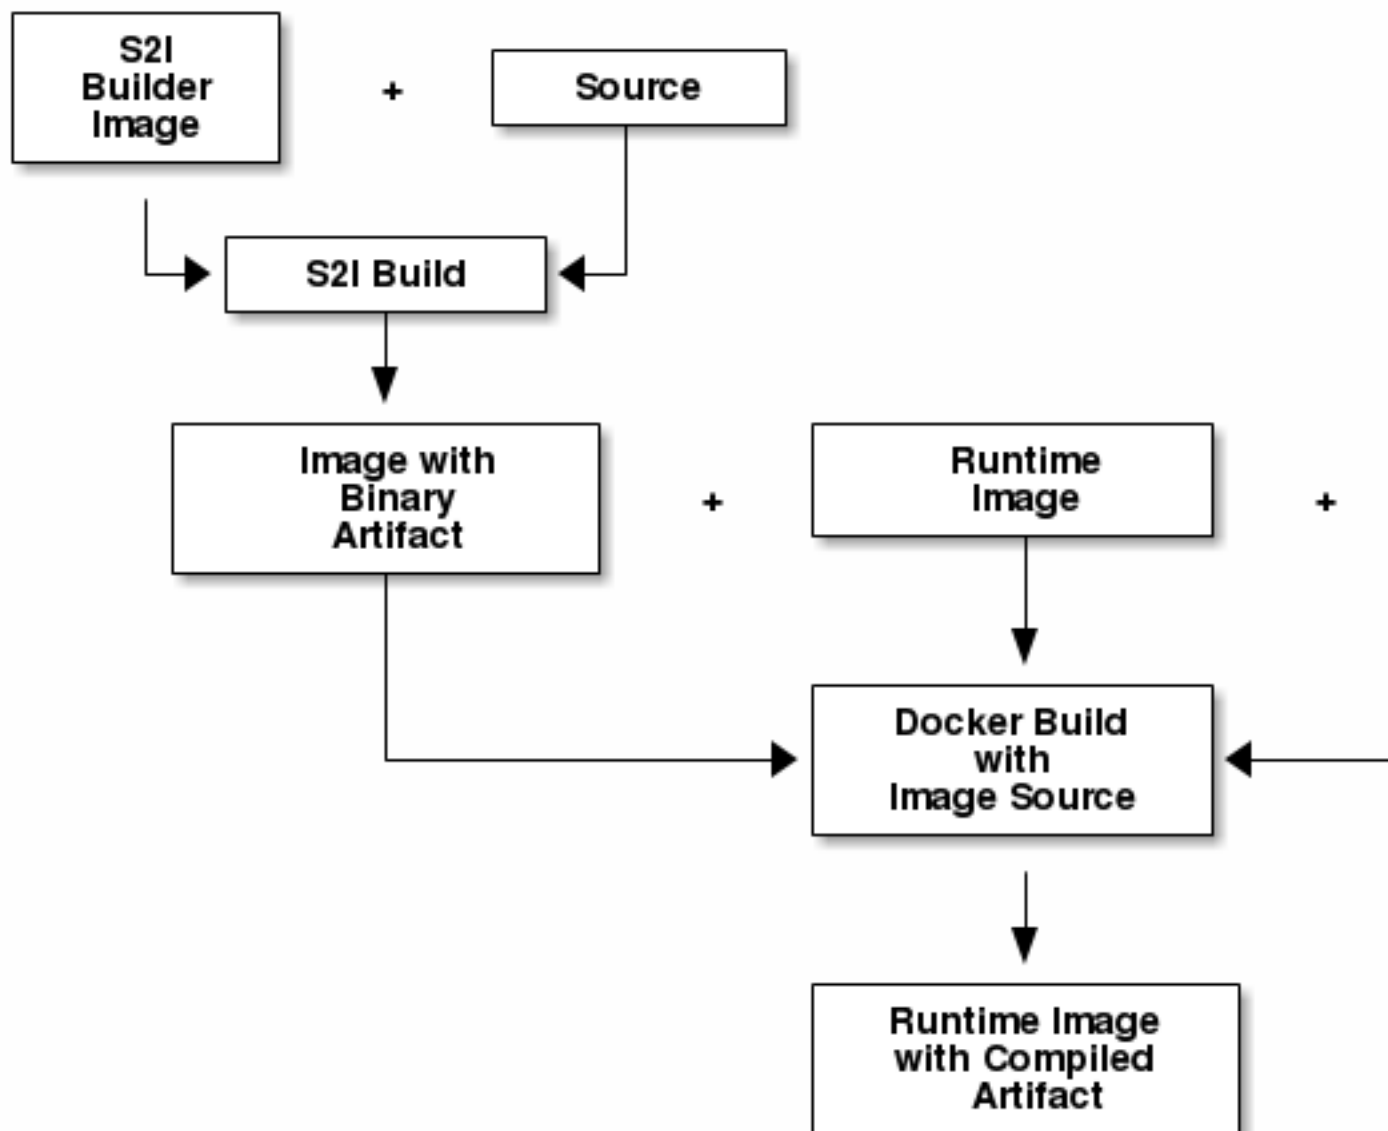 S2I
Builder
Image
+
Source
S2I Build
Image with
Binary
Artifact
+
Runtime
Image
+
Docker Build
with
Image Source
Runtime Image
with Compiled
Artifact